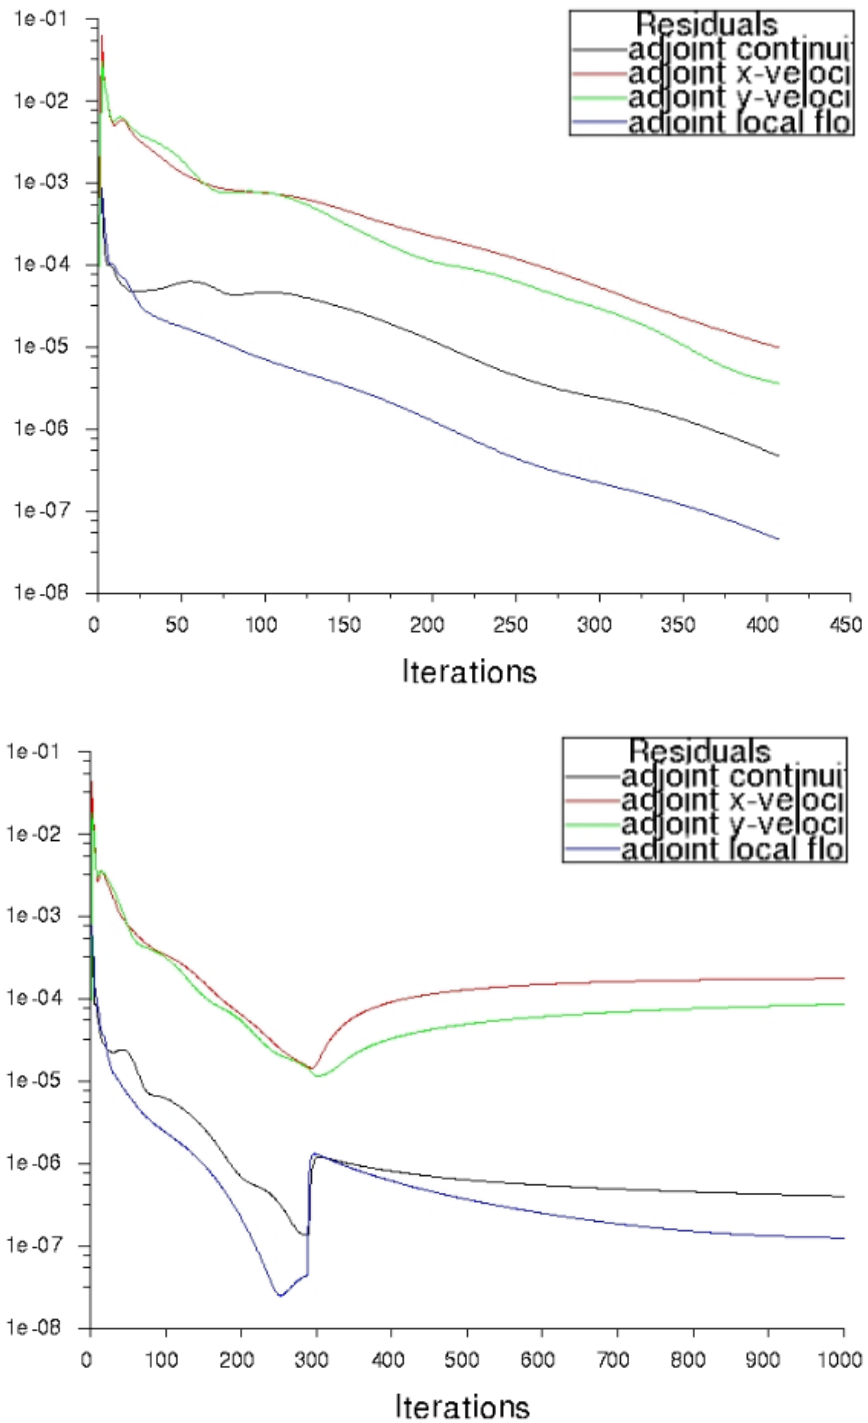 Residuals
adjoint continui
adjoint x-veloci
adjoint y-veloci
adjoint local flo
1e-01
1e-02
1e-03
1e-04
1e-05
1e-06
1e-07
1e-08
0 50 100 150 200 250 300 350 400 450
Iterations
Residuals
adjoint continui
adjoint x-veloci
adjoint y-veloci
adjoint local flo
1e-01
1e-02
1e-03
1e-04
1e-05
1e-06
1e-07
1e-08
0 100 200 300 400 500 600 700 800 900 1000
Iterations